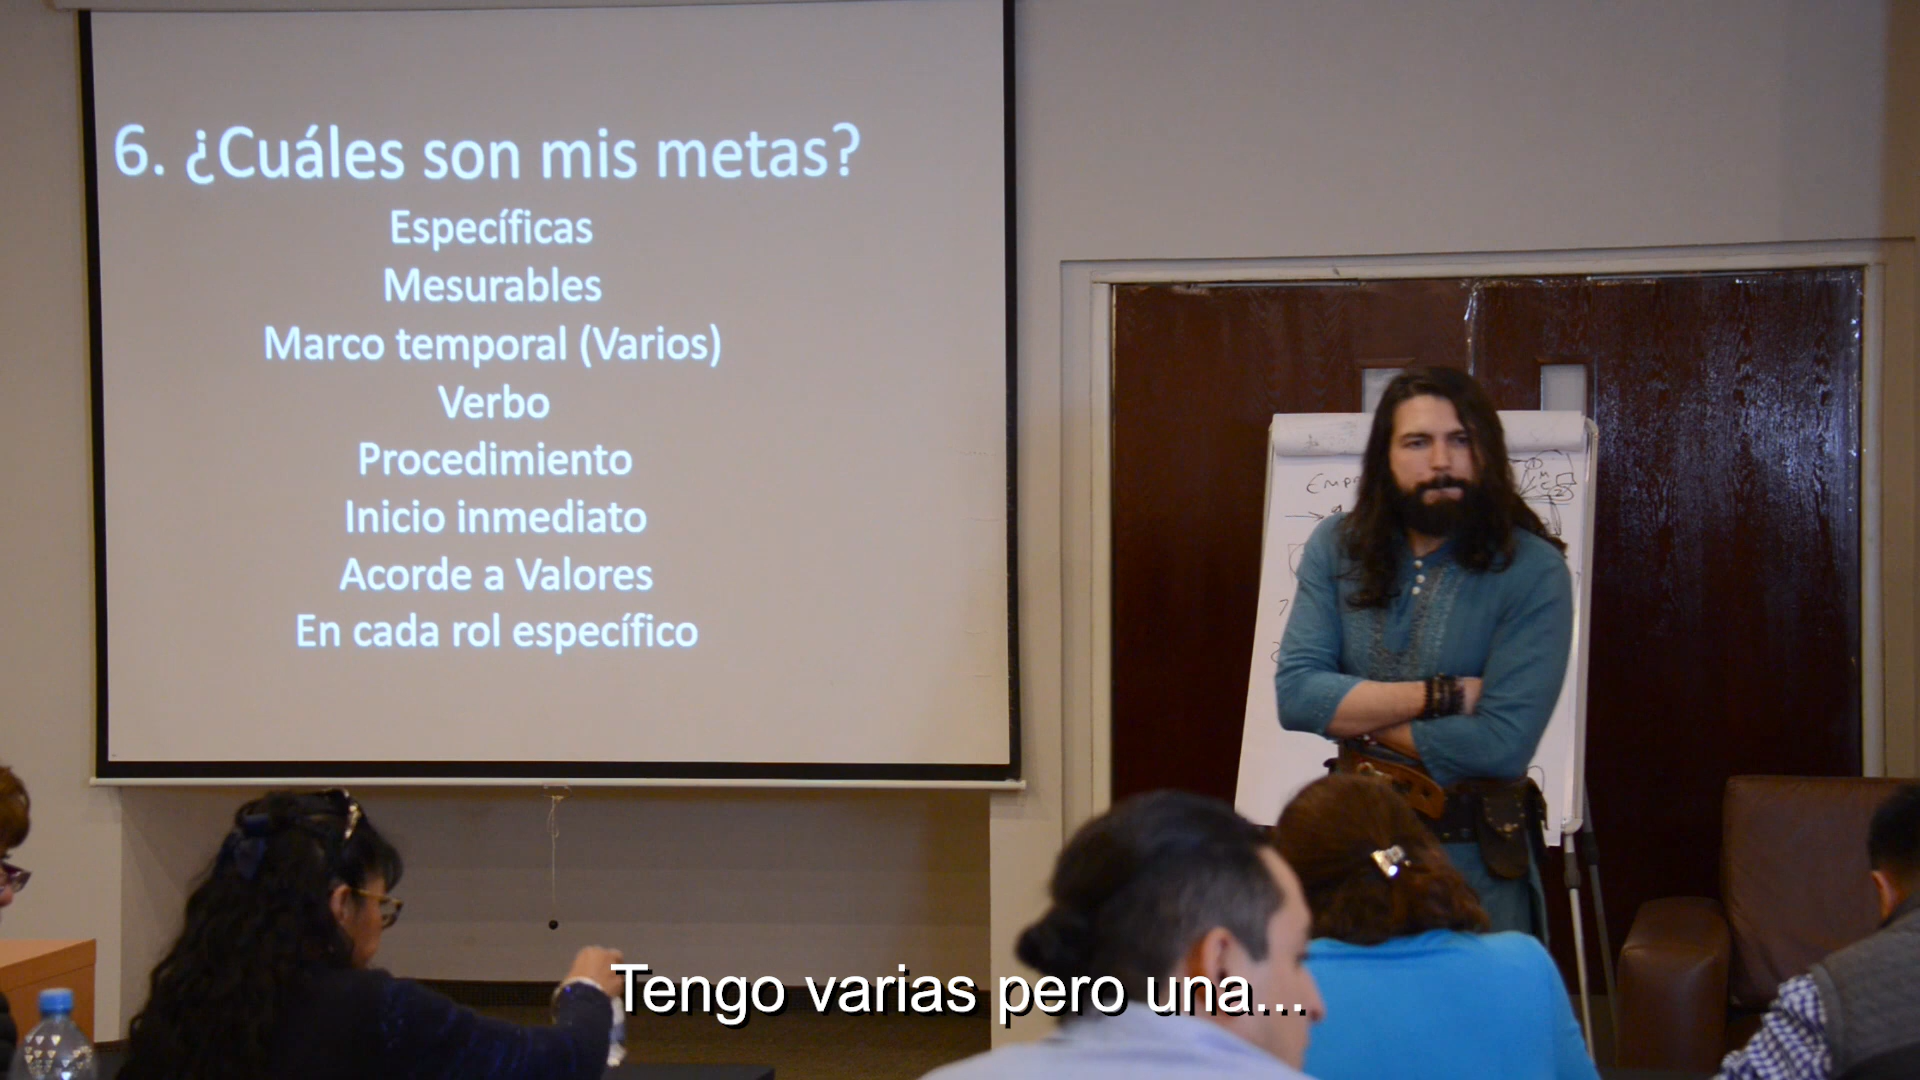 6. ¿Cuáles son mis metas?
Específicas
Mesurables
Marco temporal (Varios)
Verbo
Procedimiento
Inicio inmediato
Acorde a Valores
En cada rol específico
Tengo varias pero una...